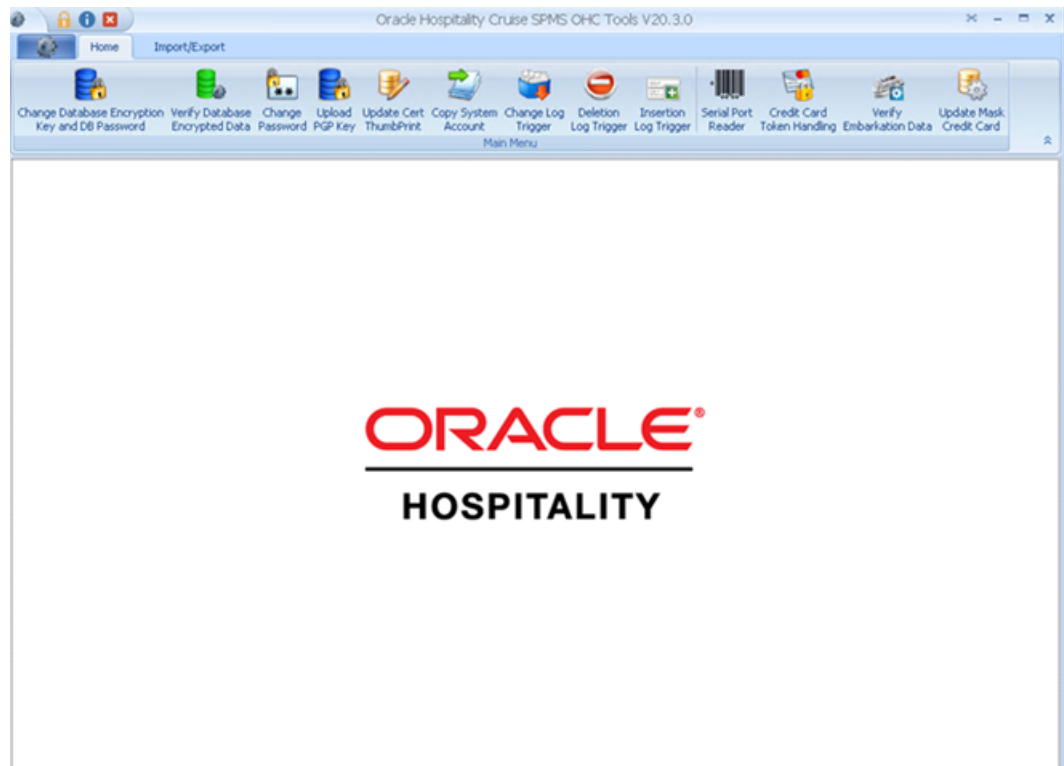 Oracle Hospitality Cruise SPMS OHC Tools V20.3.0
Home Import/Export
Change Database Encryption Verify Database Change Upload Update Cert Copy System Change Log Deletion Insertion Serial Port Credit Card Verify Update Mask
Key and DB Password Encrypted Data Password PGP Key ThumbPrint Account Trigger Log Trigger Log Trigger Reader Token Handling Embarkation Data Credit Card
Main Menu
ORACLE®
HOSPITALITY